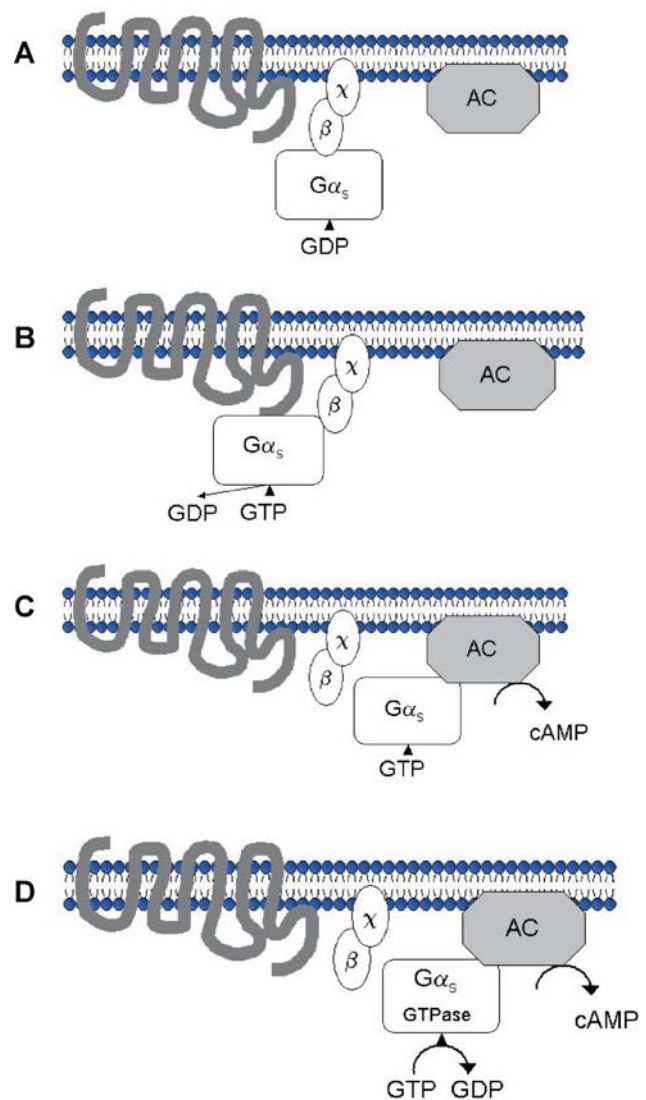 A
χ
β
AC
Gαs
GDP
B
χ
β
AC
Gαs
GDP GTP
C
χ
β
AC
Gαs
cAMP
GTP
D
χ
β
AC
Gαs
GTPase
cAMP
GTP GDP